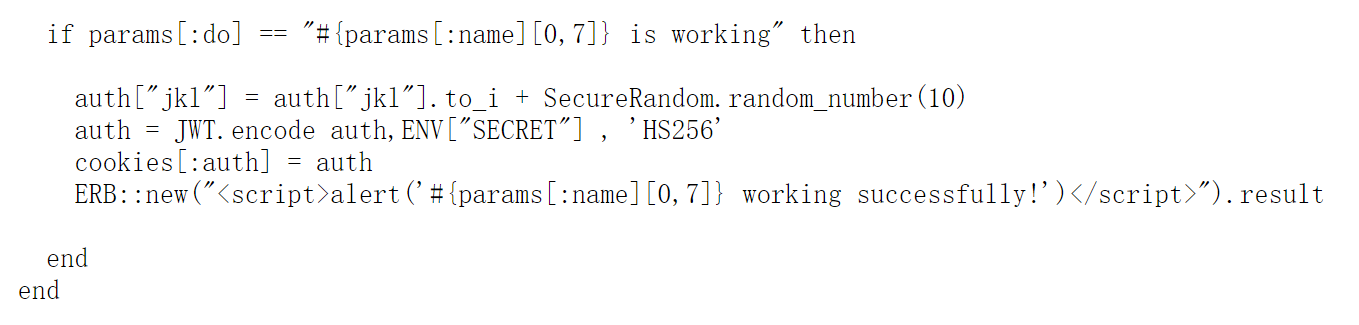 if params[:do] == "#{params[:name][0,7]} is working" then
auth["jkl"] = auth["jkl"].to_i + SecureRandom.random_number(10)
auth = JWT.encode auth,ENV["SECRET"] , 'HS256'
cookies[:auth] = auth
ERB::new("<script>alert('#{params[:name][0,7]} working successfully!')</script>").result
end
end